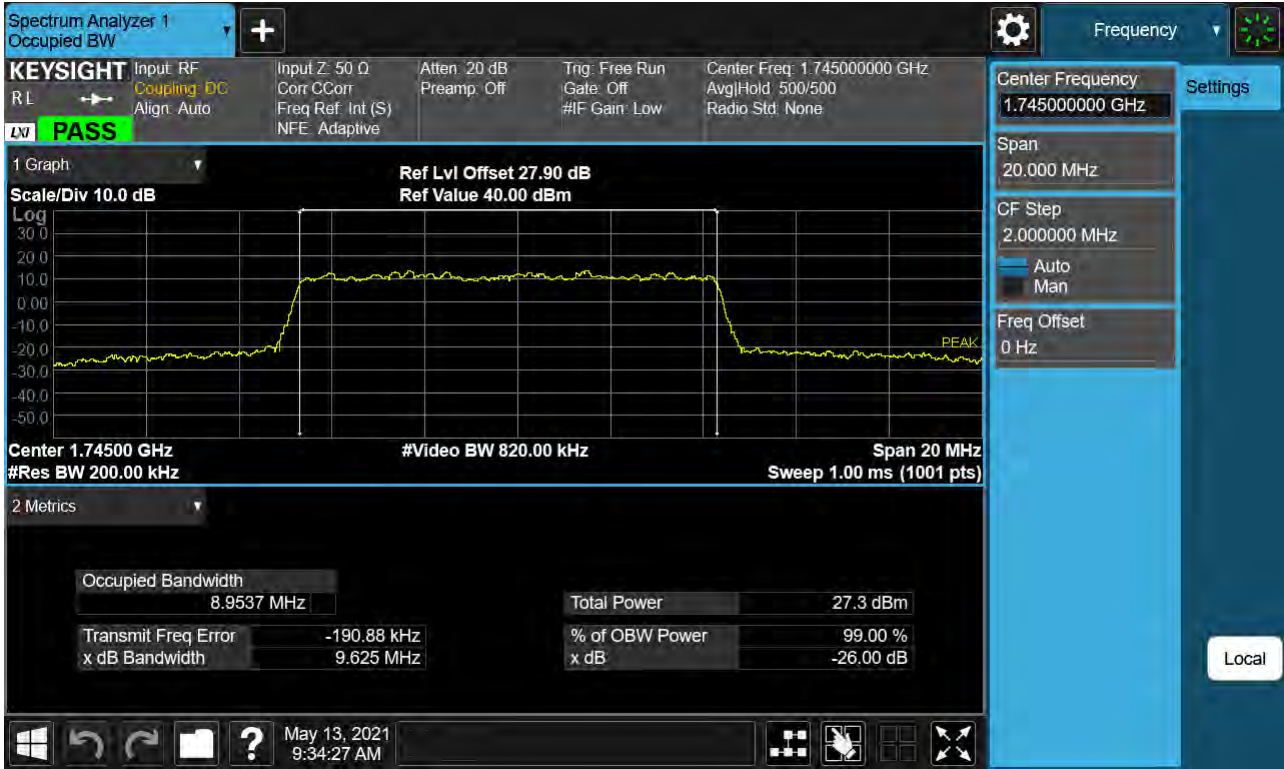 Spectrum Analyzer 1
Occupied BW
+
Frequency
KEYSIGHT
R L
LXI
PASS
Input: RF
Coupling: DC
Align: Auto
Input Z: 50 Ω
Corr CCorr
Freq Ref: Int (S)
NFE: Adaptive
Atten: 20 dB
Preamp: Off
Trig: Free Run
Gate: Off
#IF Gain: Low
Center Freq: 1.745000000 GHz
Avg|Hold: 500/500
Radio Std: None
Center Frequency
1.745000000 GHz
Settings
Span
20.000 MHz
CF Step
2.000000 MHz
Auto
Man
Freq Offset
0 Hz
1 Graph
Scale/Div 10.0 dB
Ref Lvl Offset 27.90 dB
Ref Value 40.00 dBm
Log
30.0
20.0
10.0
0.00
-10.0
-20.0
-30.0
-40.0
-50.0
PEAK
Center 1.74500 GHz
#Video BW 820.00 kHz
Span 20 MHz
#Res BW 200.00 kHz
Sweep 1.00 ms (1001 pts)
2 Metrics
Occupied Bandwidth
8.9537 MHz
Total Power 27.3 dBm
Transmit Freq Error -190.88 kHz
% of OBW Power 99.00 %
x dB Bandwidth 9.625 MHz
x dB -26.00 dB
Local
?
May 13, 2021
9:34:27 AM